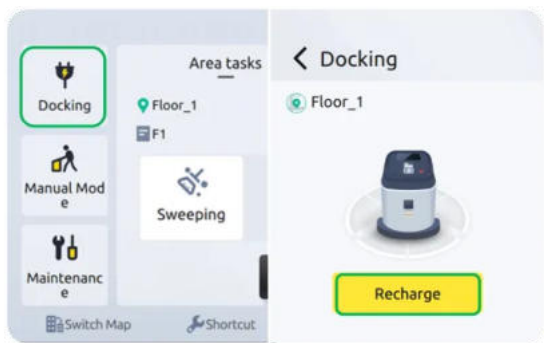 Docking
Area tasks
Floor_1
F1
Manual Mod
e
Sweeping
Maintenanc
e
Switch Map
Shortcut
Docking
Floor_1
Recharge